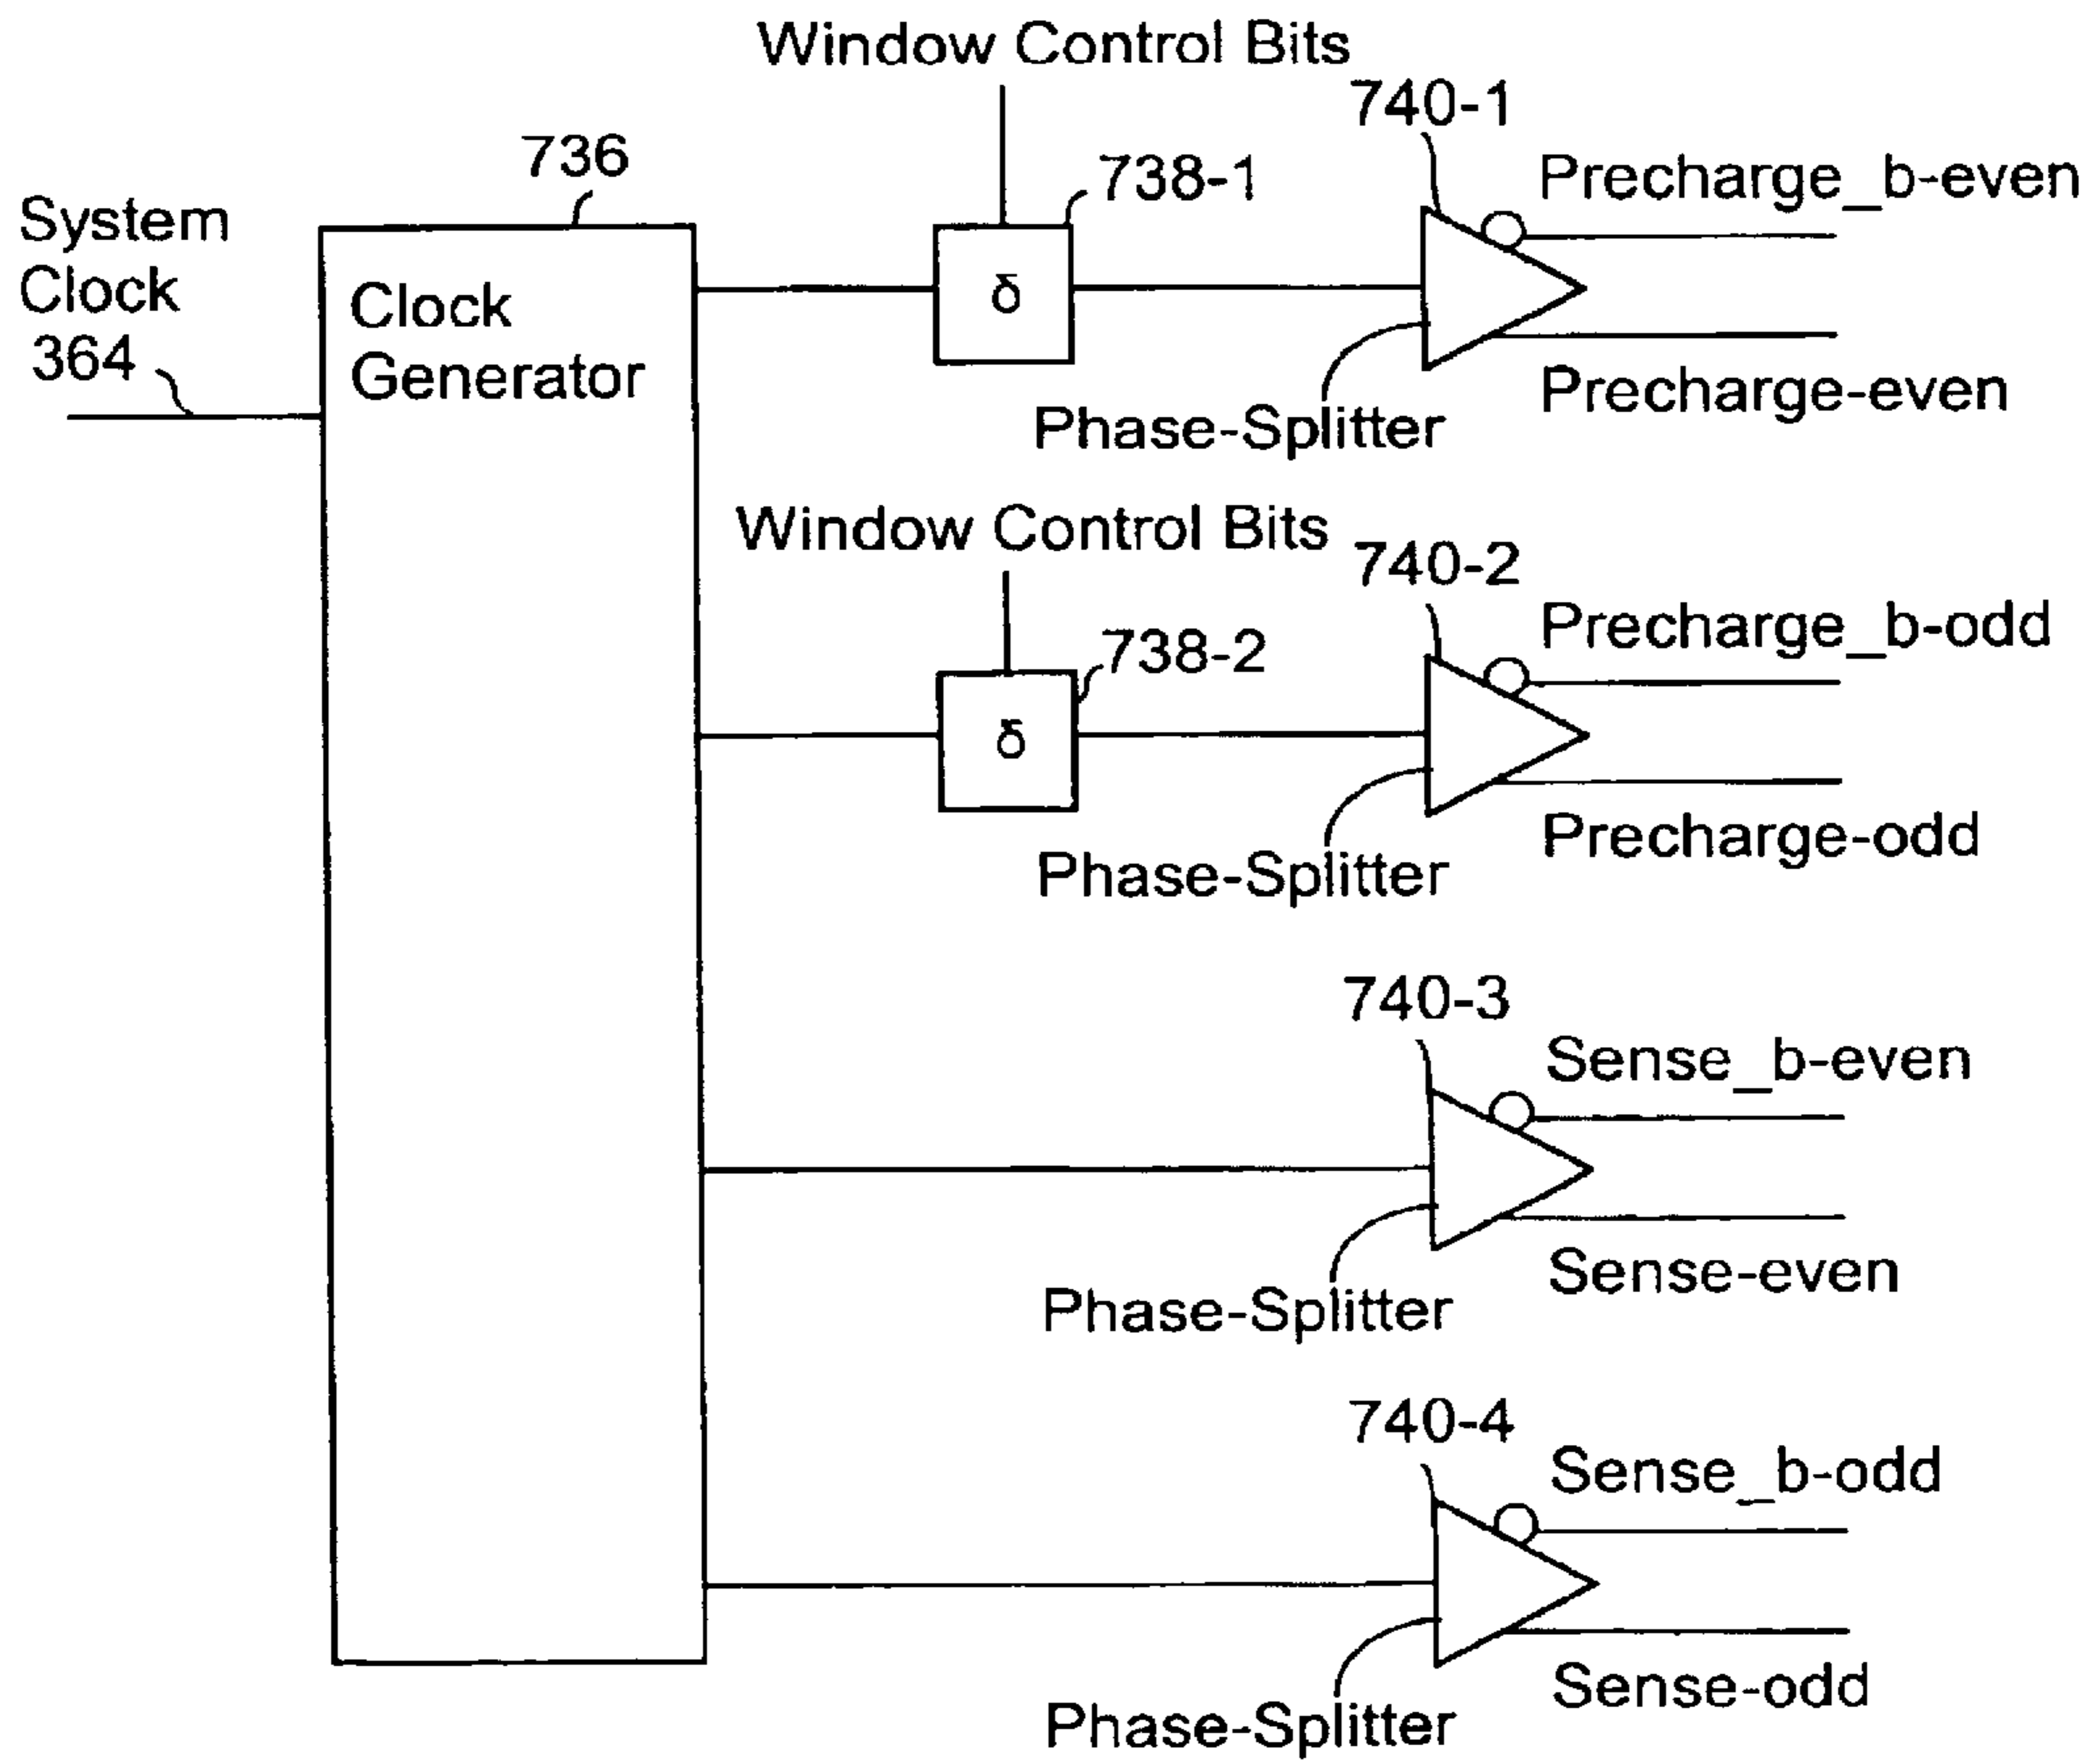 Window Control Bits
740-1
736
738-1
Precharge_b-even
System
Clock
364
Clock
Generator
δ
Precharge-even
Phase-Splitter
Window Control Bits
740-2
738-2
Precharge_b-odd
δ
Precharge-odd
Phase-Splitter
740-3
Sense_b-even
Sense-even
Phase-Splitter
740-4
Sense_b-odd
Sense-odd
Phase-Splitter